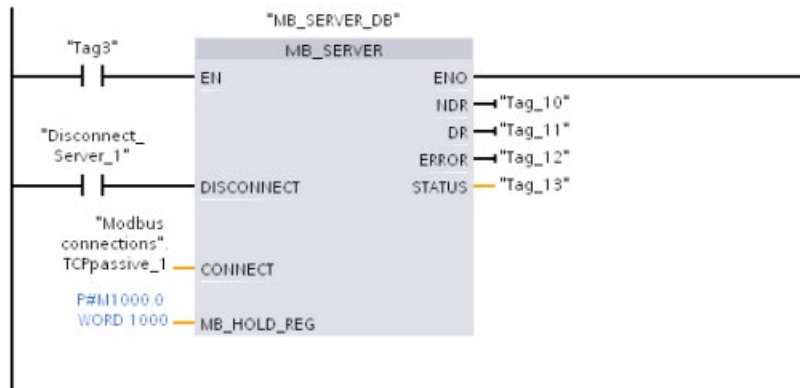 "MB_SERVER_DB"
"Tag3"
MB_SERVER
EN
ENO
NDR
"Tag_10"
DR
"Tag_11"
"Disconnect_
Server_1"
ERROR
"Tag_12"
DISCONNECT
STATUS
"Tag_13"
"Modbus
connections".
TCPpassive_1
CONNECT
P#M1000.0
WORD 1000
MB_HOLD_REG